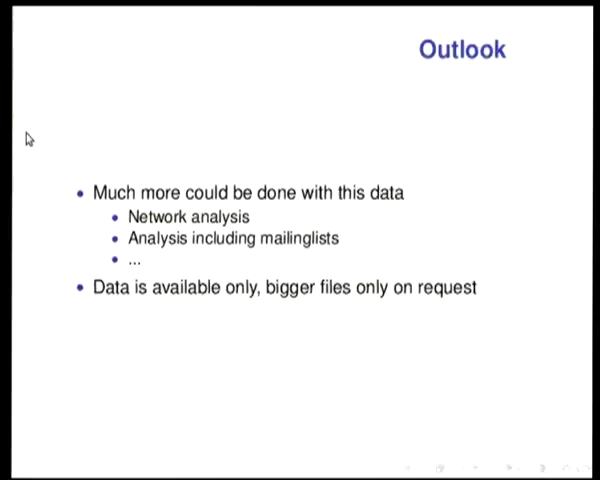 Outlook
Much more could be done with this data
Network analysis
Analysis including mailinglists
...
Data is available only, bigger files only on request